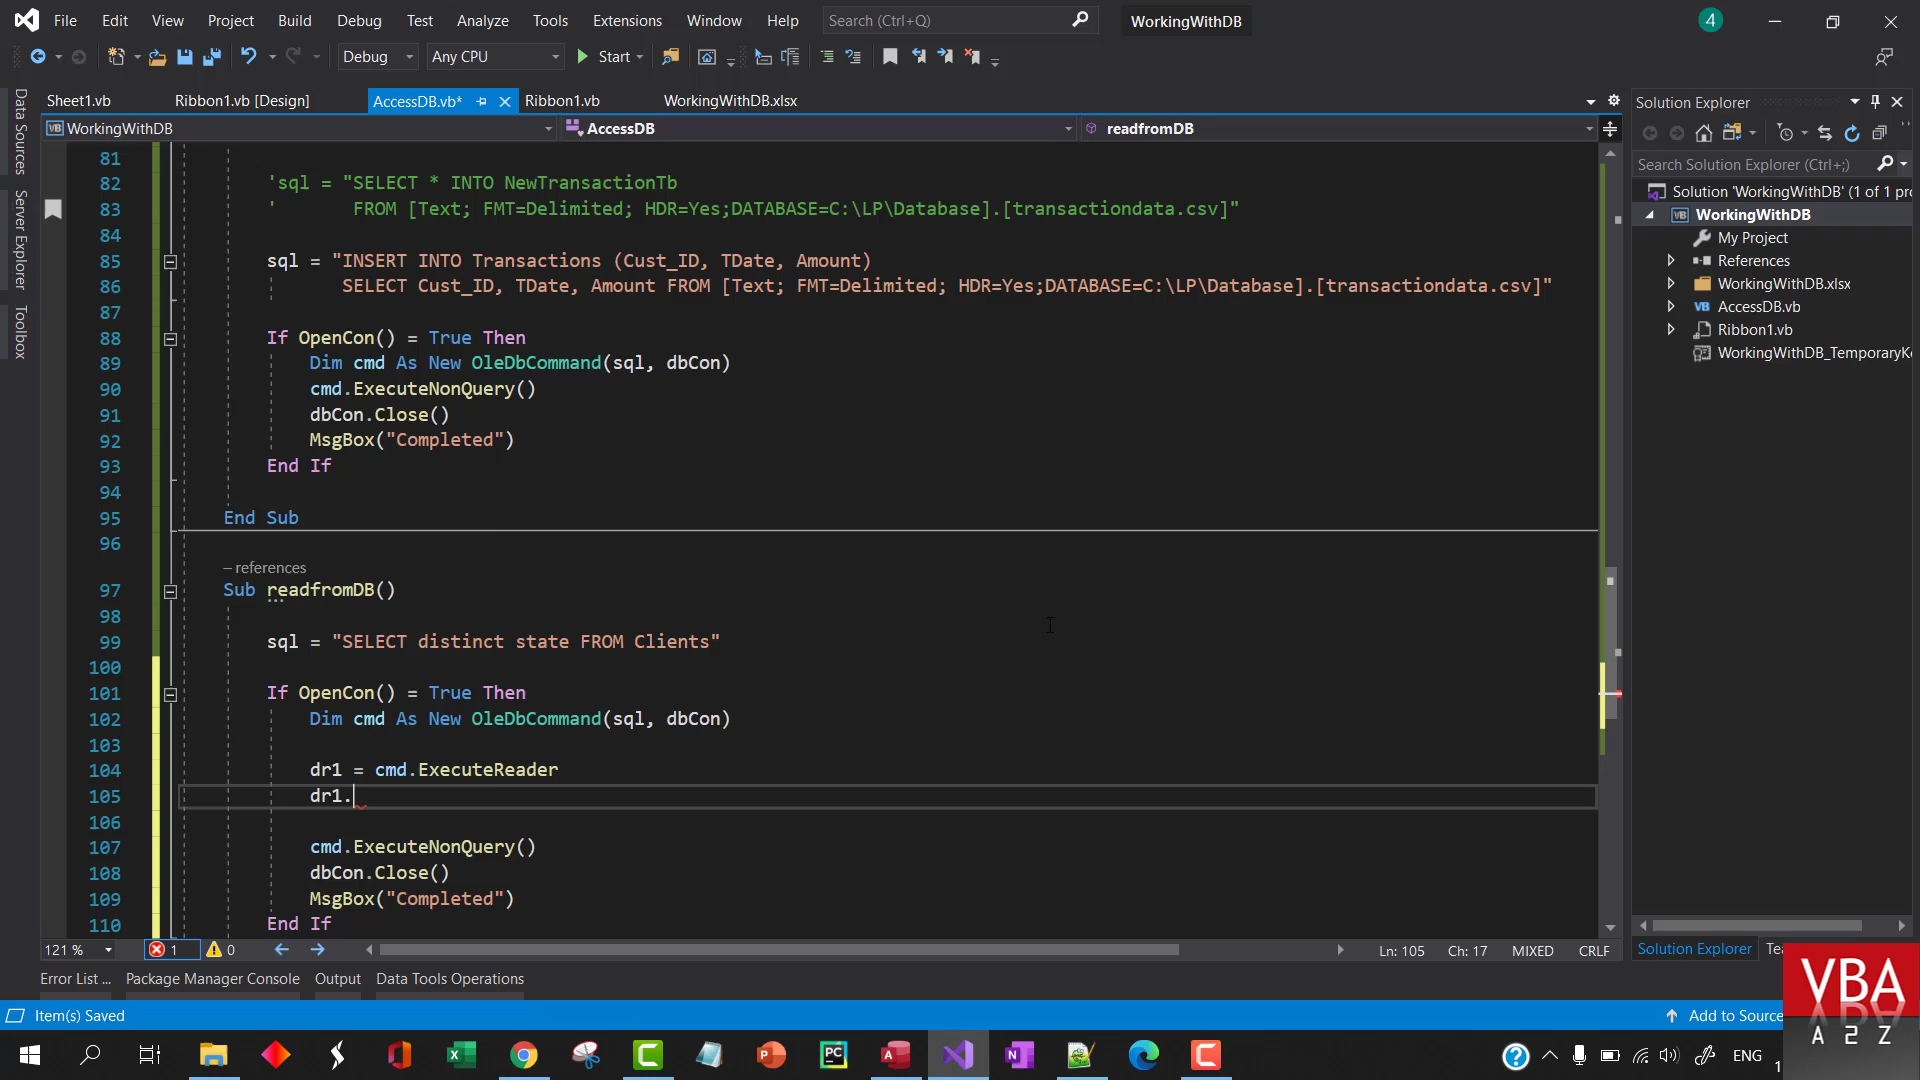 File Edit View Project Build Debug Test Analyze Tools Extensions Window Help Search (Ctrl+Q) WorkingWithDB 4
Debug Any CPU Start
Sheet1.vb Ribbon1.vb [Design] AccessDB.vb* Ribbon1.vb WorkingWithDB.xlsx
WorkingWithDB AccessDB readfromDB
Data Sources
Server Explorer
Toolbox
81
82 'sql = "SELECT * INTO NewTransactionTb
83 ' FROM [Text; FMT=Delimited; HDR=Yes;DATABASE=C:\LP\Database].[transactiondata.csv]"
84
85 sql = "INSERT INTO Transactions (Cust_ID, TDate, Amount)
86 SELECT Cust_ID, TDate, Amount FROM [Text; FMT=Delimited; HDR=Yes;DATABASE=C:\LP\Database].[transactiondata.csv]"
87
88 If OpenCon() = True Then
89 Dim cmd As New OleDbCommand(sql, dbCon)
90 cmd.ExecuteNonQuery()
91 dbCon.Close()
92 MsgBox("Completed")
93 End If
94
95 End Sub
96
– references
97 Sub readfromDB()
98
99 sql = "SELECT distinct state FROM Clients"
100
101 If OpenCon() = True Then
102 Dim cmd As New OleDbCommand(sql, dbCon)
103
104 dr1 = cmd.ExecuteReader
105 dr1.
106
107 cmd.ExecuteNonQuery()
108 dbCon.Close()
109 MsgBox("Completed")
110 End If
121 % 1 0 Ln: 105 Ch: 17 MIXED CRLF
Solution Explorer
Search Solution Explorer (Ctrl+;)
Solution 'WorkingWithDB' (1 of 1 pro
WorkingWithDB
My Project
References
WorkingWithDB.xlsx
AccessDB.vb
Ribbon1.vb
WorkingWithDB_TemporaryK
Solution Explorer Tea
Error List ... Package Manager Console Output Data Tools Operations
Item(s) Saved Add to Source
VBA
A 2 Z
ENG 1